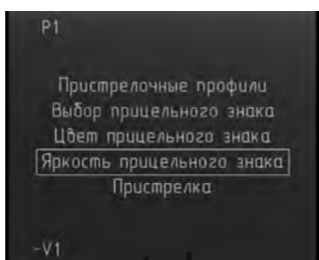 P1
Пристрелочные профили
Выбор прицельного знака
Цвет прицельного знака
Яркость прицельного знака
Пристрелка
-V1